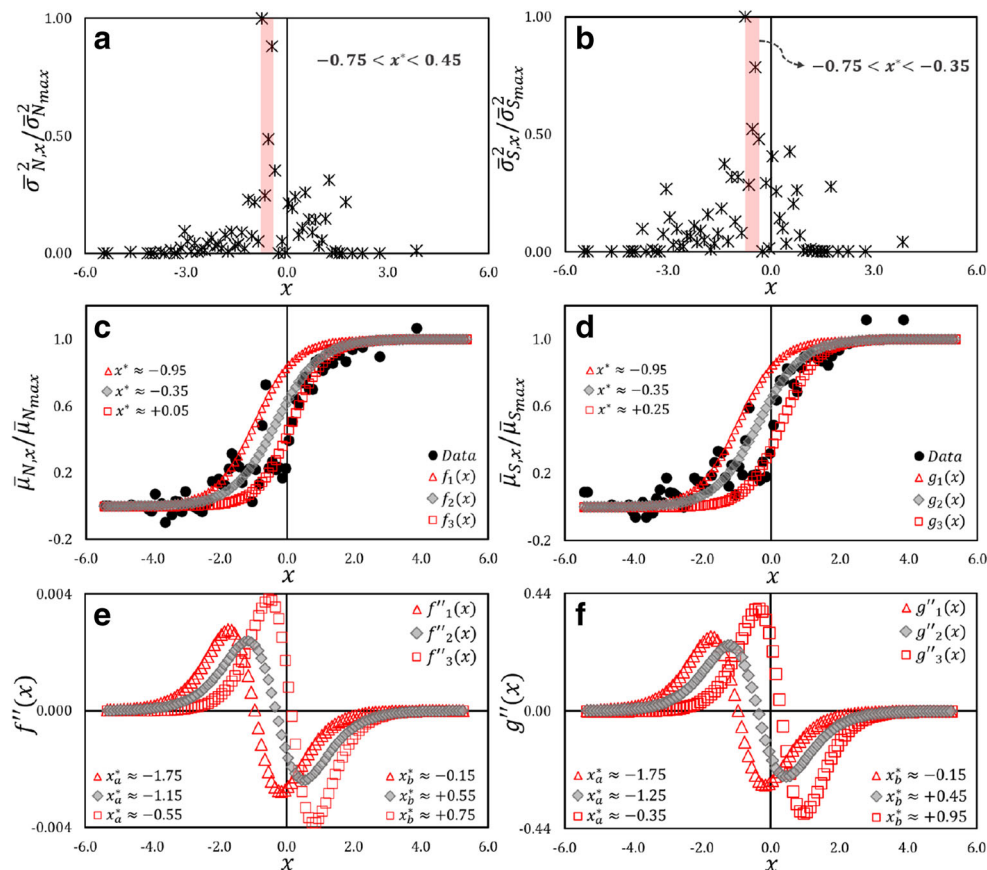 a
1.00
0.50
0.00
σ̄²N,x/σ̄²Nmax
−0.75 < x* < 0.45
-6.0 -3.0 0.0 3.0 6.0
x
b
1.00
0.50
0.00
σ̄²S,x/σ̄²Smax
−0.75 < x* < −0.35
-6.0 -3.0 0.0 3.0 6.0
x
c
1.0
0.6
0.2
-0.2
μ̄N,x/μ̄Nmax
x* ≈ −0.95
x* ≈ −0.35
x* ≈ +0.05
Data
f₁(x)
f₂(x)
f₃(x)
-6.0 -4.0 -2.0 0.0 2.0 4.0 6.0
x
d
1.0
0.6
0.2
-0.2
μ̄S,x/μ̄Smax
x* ≈ −0.95
x* ≈ −0.35
x* ≈ +0.25
Data
g₁(x)
g₂(x)
g₃(x)
-6.0 -4.0 -2.0 0.0 2.0 4.0 6.0
x
e
0.004
0.000
-0.004
f''(x)
f''₁(x)
f''₂(x)
f''₃(x)
x*a ≈ −1.75
x*a ≈ −1.15
x*a ≈ −0.55
x*b ≈ −0.15
x*b ≈ +0.55
x*b ≈ +0.75
-6.0 -4.0 -2.0 0.0 2.0 4.0 6.0
x
f
0.44
0.00
-0.44
g''(x)
g''₁(x)
g''₂(x)
g''₃(x)
x*a ≈ −1.75
x*a ≈ −1.25
x*a ≈ −0.35
x*b ≈ −0.15
x*b ≈ +0.45
x*b ≈ +0.95
-6.0 -4.0 -2.0 0.0 2.0 4.0 6.0
x